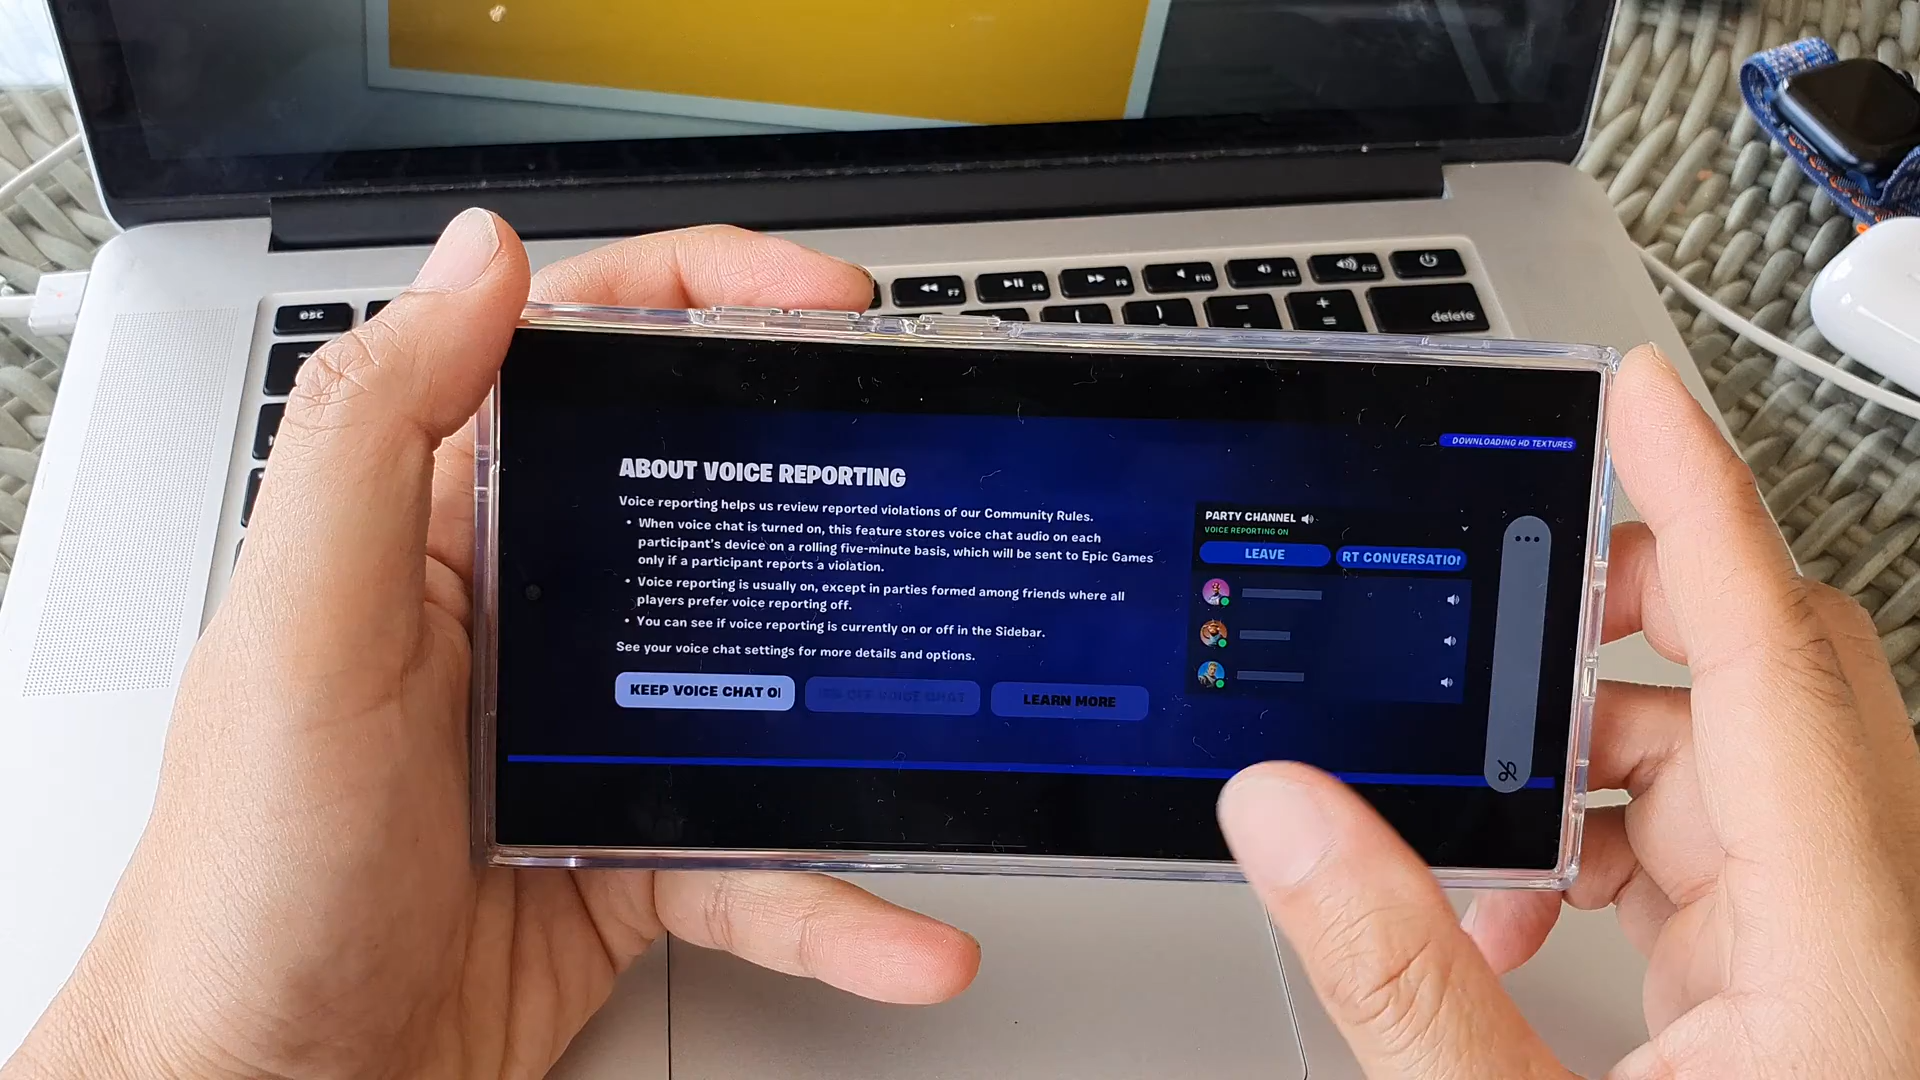 esc
F7
F8
F9
F10
F11
F12
delete
DOWNLOADING HD TEXTURES
ABOUT VOICE REPORTING
Voice reporting helps us review reported violations of our Community Rules.
• When voice chat is turned on, this feature stores voice chat audio on each
participant's device on a rolling five-minute basis, which will be sent to Epic Games
only if a participant reports a violation.
• Voice reporting is usually on, except in parties formed among friends where all
players prefer voice reporting off.
• You can see if voice reporting is currently on or off in the Sidebar.
See your voice chat settings for more details and options.
KEEP VOICE CHAT
OFF VOICE CHAT
LEARN MORE
PARTY CHANNEL
VOICE REPORTING ON
LEAVE
RT CONVERSATIO